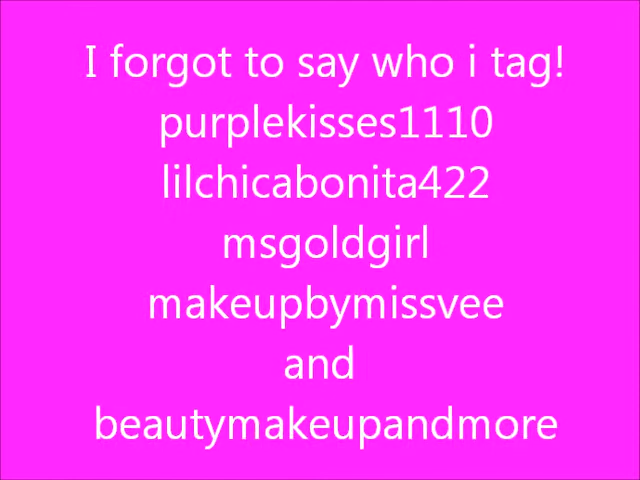 I forgot to say who i tag!
purplekisses1110
lilchicabonita422
msgoldgirl
makeupbymissvee
and
beautymakeupandmore